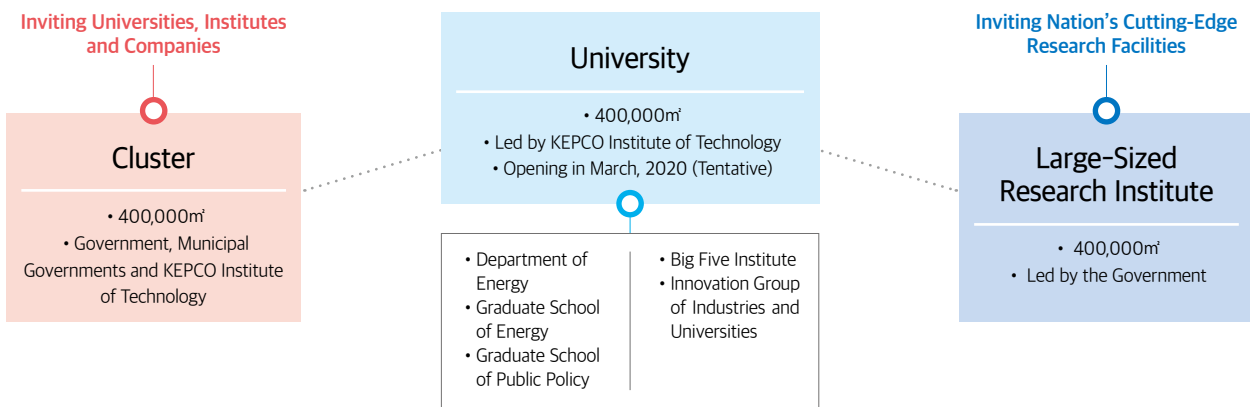 Inviting Universities, Institutes
and Companies
Cluster
• 400,000㎡
• Government, Municipal
Governments and KEPCO Institute
of Technology
University
• 400,000㎡
• Led by KEPCO Institute of Technology
• Opening in March, 2020 (Tentative)
• Department of
Energy
• Graduate School
of Energy
• Graduate School
of Public Policy
• Big Five Institute
• Innovation Group
of Industries and
Universities
Inviting Nation's Cutting-Edge
Research Facilities
Large-Sized
Research Institute
• 400,000㎡
• Led by the Government